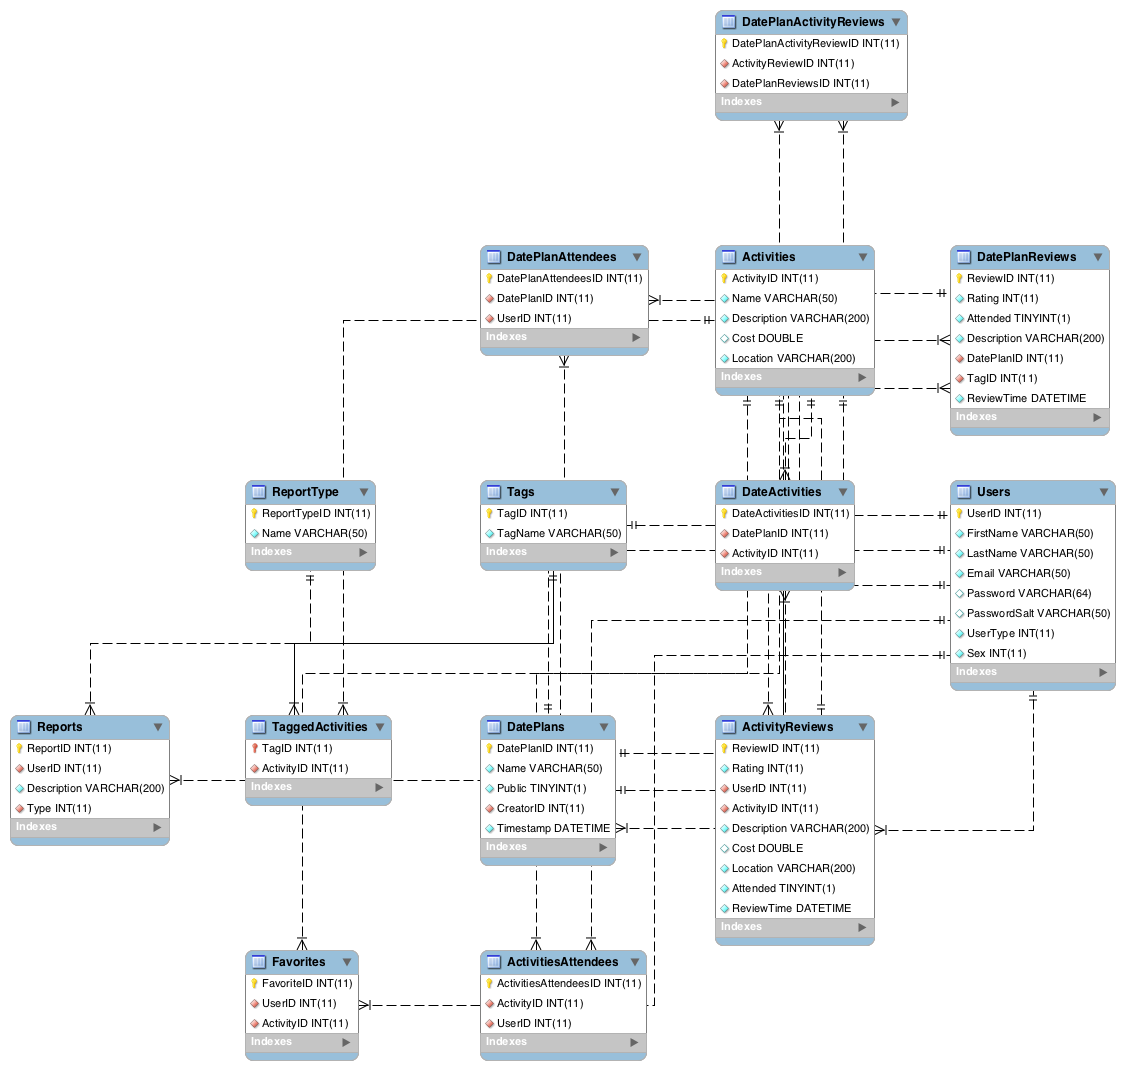 DatePlanActivityReviews
DatePlanActivityReviewID INT(11)
ActivityReviewID INT(11)
DatePlanReviewsID INT(11)
Indexes
DatePlanAttendees
DatePlanAttendeesID INT(11)
DatePlanID INT(11)
UserID INT(11)
Indexes
Activities
ActivityID INT(11)
Name VARCHAR(50)
Description VARCHAR(200)
Cost DOUBLE
Location VARCHAR(200)
Indexes
DatePlanReviews
ReviewID INT(11)
Rating INT(11)
Attended TINYINT(1)
Description VARCHAR(200)
DatePlanID INT(11)
TagID INT(11)
ReviewTime DATETIME
Indexes
ReportType
ReportTypeID INT(11)
Name VARCHAR(50)
Indexes
Tags
TagID INT(11)
TagName VARCHAR(50)
Indexes
DateActivities
DateActivitiesID INT(11)
DatePlanID INT(11)
ActivityID INT(11)
Indexes
Users
UserID INT(11)
FirstName VARCHAR(50)
LastName VARCHAR(50)
Email VARCHAR(50)
Password VARCHAR(64)
PasswordSalt VARCHAR(50)
UserType INT(11)
Sex INT(11)
Indexes
Reports
ReportID INT(11)
UserID INT(11)
Description VARCHAR(200)
Type INT(11)
Indexes
TaggedActivities
TagID INT(11)
ActivityID INT(11)
Indexes
DatePlans
DatePlanID INT(11)
Name VARCHAR(50)
Public TINYINT(1)
CreatorID INT(11)
Timestamp DATETIME
Indexes
ActivityReviews
ReviewID INT(11)
Rating INT(11)
UserID INT(11)
ActivityID INT(11)
Description VARCHAR(200)
Cost DOUBLE
Location VARCHAR(200)
Attended TINYINT(1)
ReviewTime DATETIME
Indexes
Favorites
FavoriteID INT(11)
UserID INT(11)
ActivityID INT(11)
Indexes
ActivitiesAttendees
ActivitiesAttendeesID INT(11)
ActivityID INT(11)
UserID INT(11)
Indexes